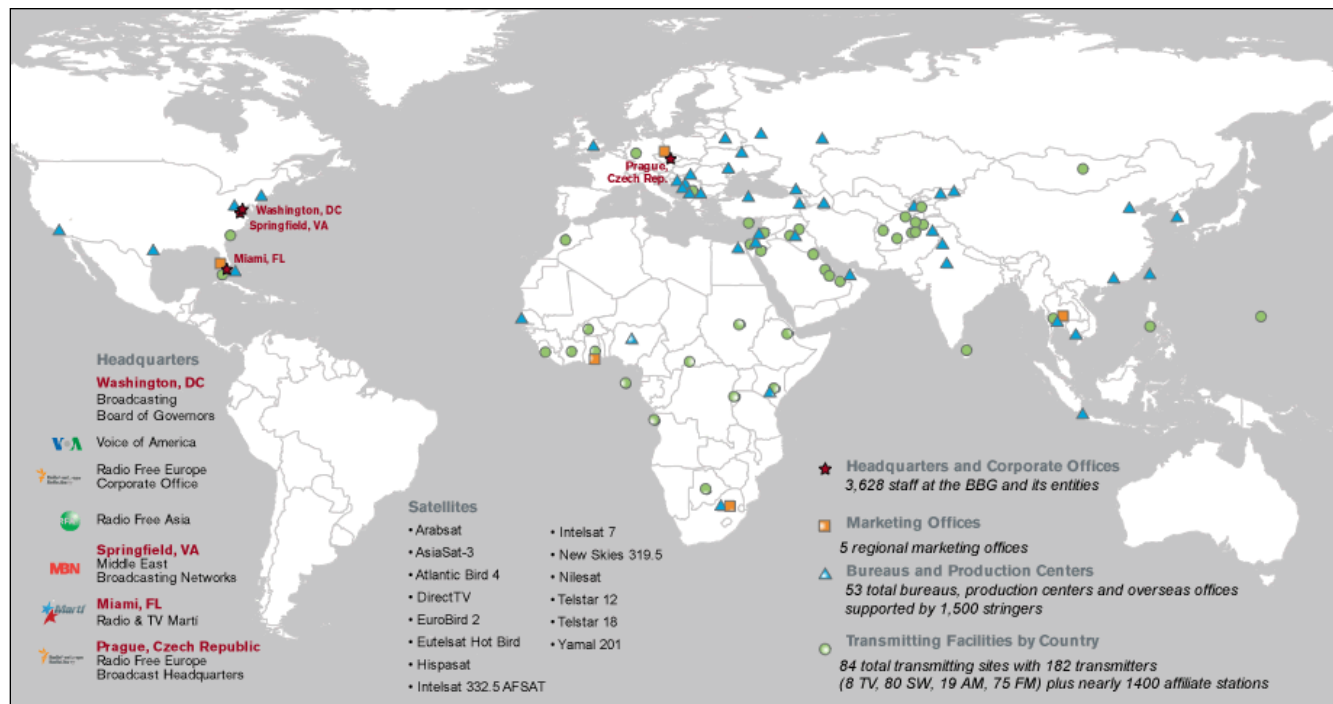 Prague,
Czech Rep.
Washington, DC
Springfield, VA
Miami, FL
Headquarters
Washington, DC
Broadcasting
Board of Governors
VOA
Voice of America
Radio Free Europe
Corporate Office
Radio Free Asia
Springfield, VA
MBN
Middle East
Broadcasting Networks
Martí
Miami, FL
Radio & TV Martí
Prague, Czech Republic
Radio Free Europe
Broadcast Headquarters
Satellites
• Arabsat
• AsiaSat-3
• Atlantic Bird 4
• DirectTV
• EuroBird 2
• Eutelsat Hot Bird
• Hispasat
• Intelsat 332.5 AFSAT
• Intelsat 7
• New Skies 319.5
• Nilesat
• Telstar 12
• Telstar 18
• Yamal 201
Headquarters and Corporate Offices
3,628 staff at the BBG and its entities
Marketing Offices
5 regional marketing offices
Bureaus and Production Centers
53 total bureaus, production centers and overseas offices
supported by 1,500 stringers
Transmitting Facilities by Country
84 total transmitting sites with 182 transmitters
(8 TV, 80 SW, 19 AM, 75 FM) plus nearly 1400 affiliate stations